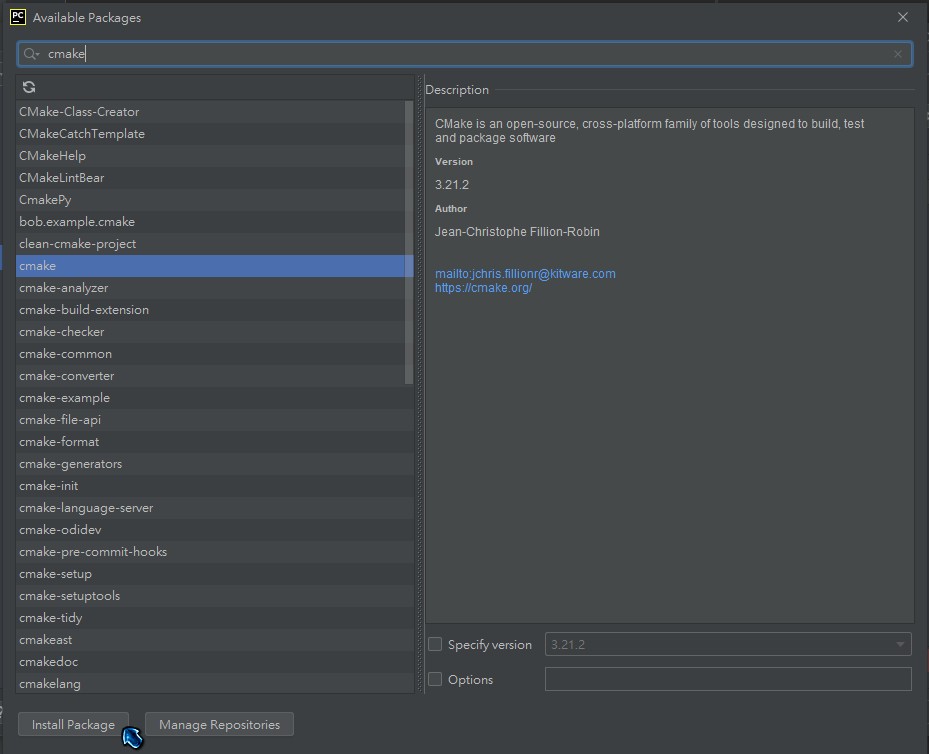 PC
Available Packages
cmake
CMake-Class-Creator
CMakeCatchTemplate
CMakeHelp
CMakeLintBear
CmakePy
bob.example.cmake
clean-cmake-project
cmake
cmake-analyzer
cmake-build-extension
cmake-checker
cmake-common
cmake-converter
cmake-example
cmake-file-api
cmake-format
cmake-generators
cmake-init
cmake-language-server
cmake-odidev
cmake-pre-commit-hooks
cmake-setup
cmake-setuptools
cmake-tidy
cmakeast
cmakedoc
cmakelang
Description
CMake is an open-source, cross-platform family of tools designed to build, test
and package software
Version
3.21.2
Author
Jean-Christophe Fillion-Robin
mailto:jchris.fillionr@kitware.com
https://cmake.org/
Specify version
3.21.2
Options
Install Package
Manage Repositories